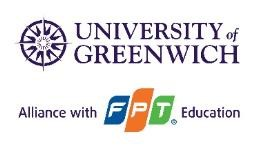 UNIVERSITY of
GREENWICH
Alliance with FPT® Education